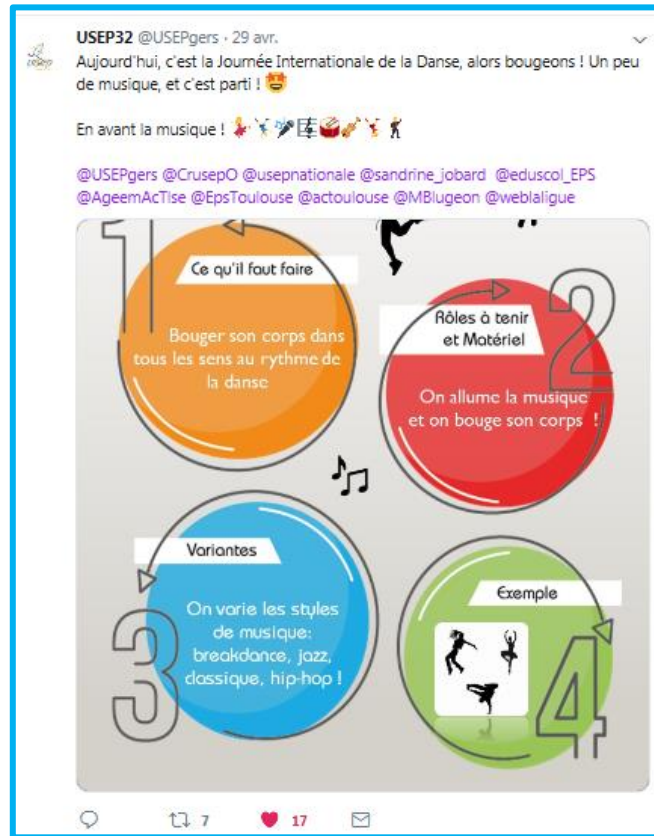 USEP32 @USEPgers · 29 avr.
Aujourd'hui, c'est la Journée Internationale de la Danse, alors bougeons ! Un peu
de musique, et c'est parti ! 🤩
En avant la musique ! 💃🤸🎤🎼🥁🎻🤸🕺
@USEPgers @CrusepO @usepnationale @sandrine_jobard @eduscol_EPS
@AgeemAcTlse @EpsToulouse @actoulouse @MBlugeon @weblaligue
1
Ce qu'il faut faire
Bouger son corps dans
tous les sens au rythme de
la danse
2
Rôles à tenir
et Matériel
On allume la musique
et on bouge son corps !
3
Variantes
On varie les styles
de musique:
breakdance, jazz,
classique, hip-hop !
4
Exemple
7
17